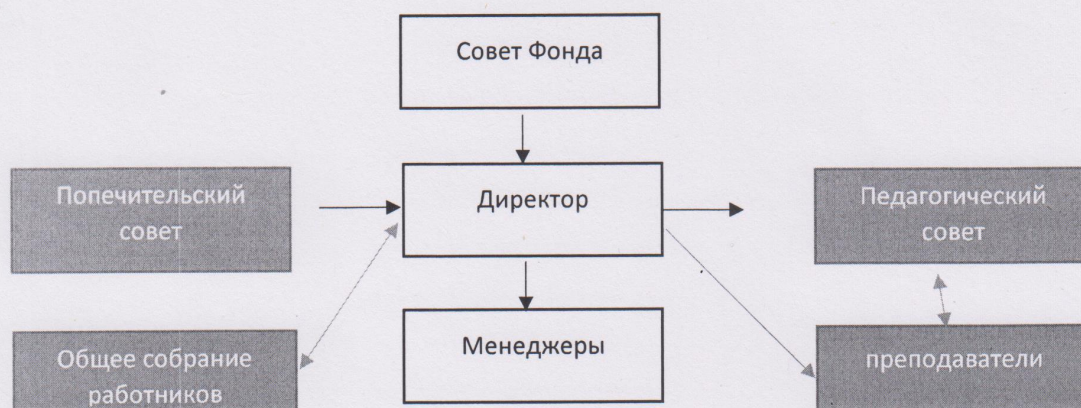 Совет Фонда
Попечительский
совет
Директор
Педагогический
совет
Общее собрание
работников
Менеджеры
преподаватели